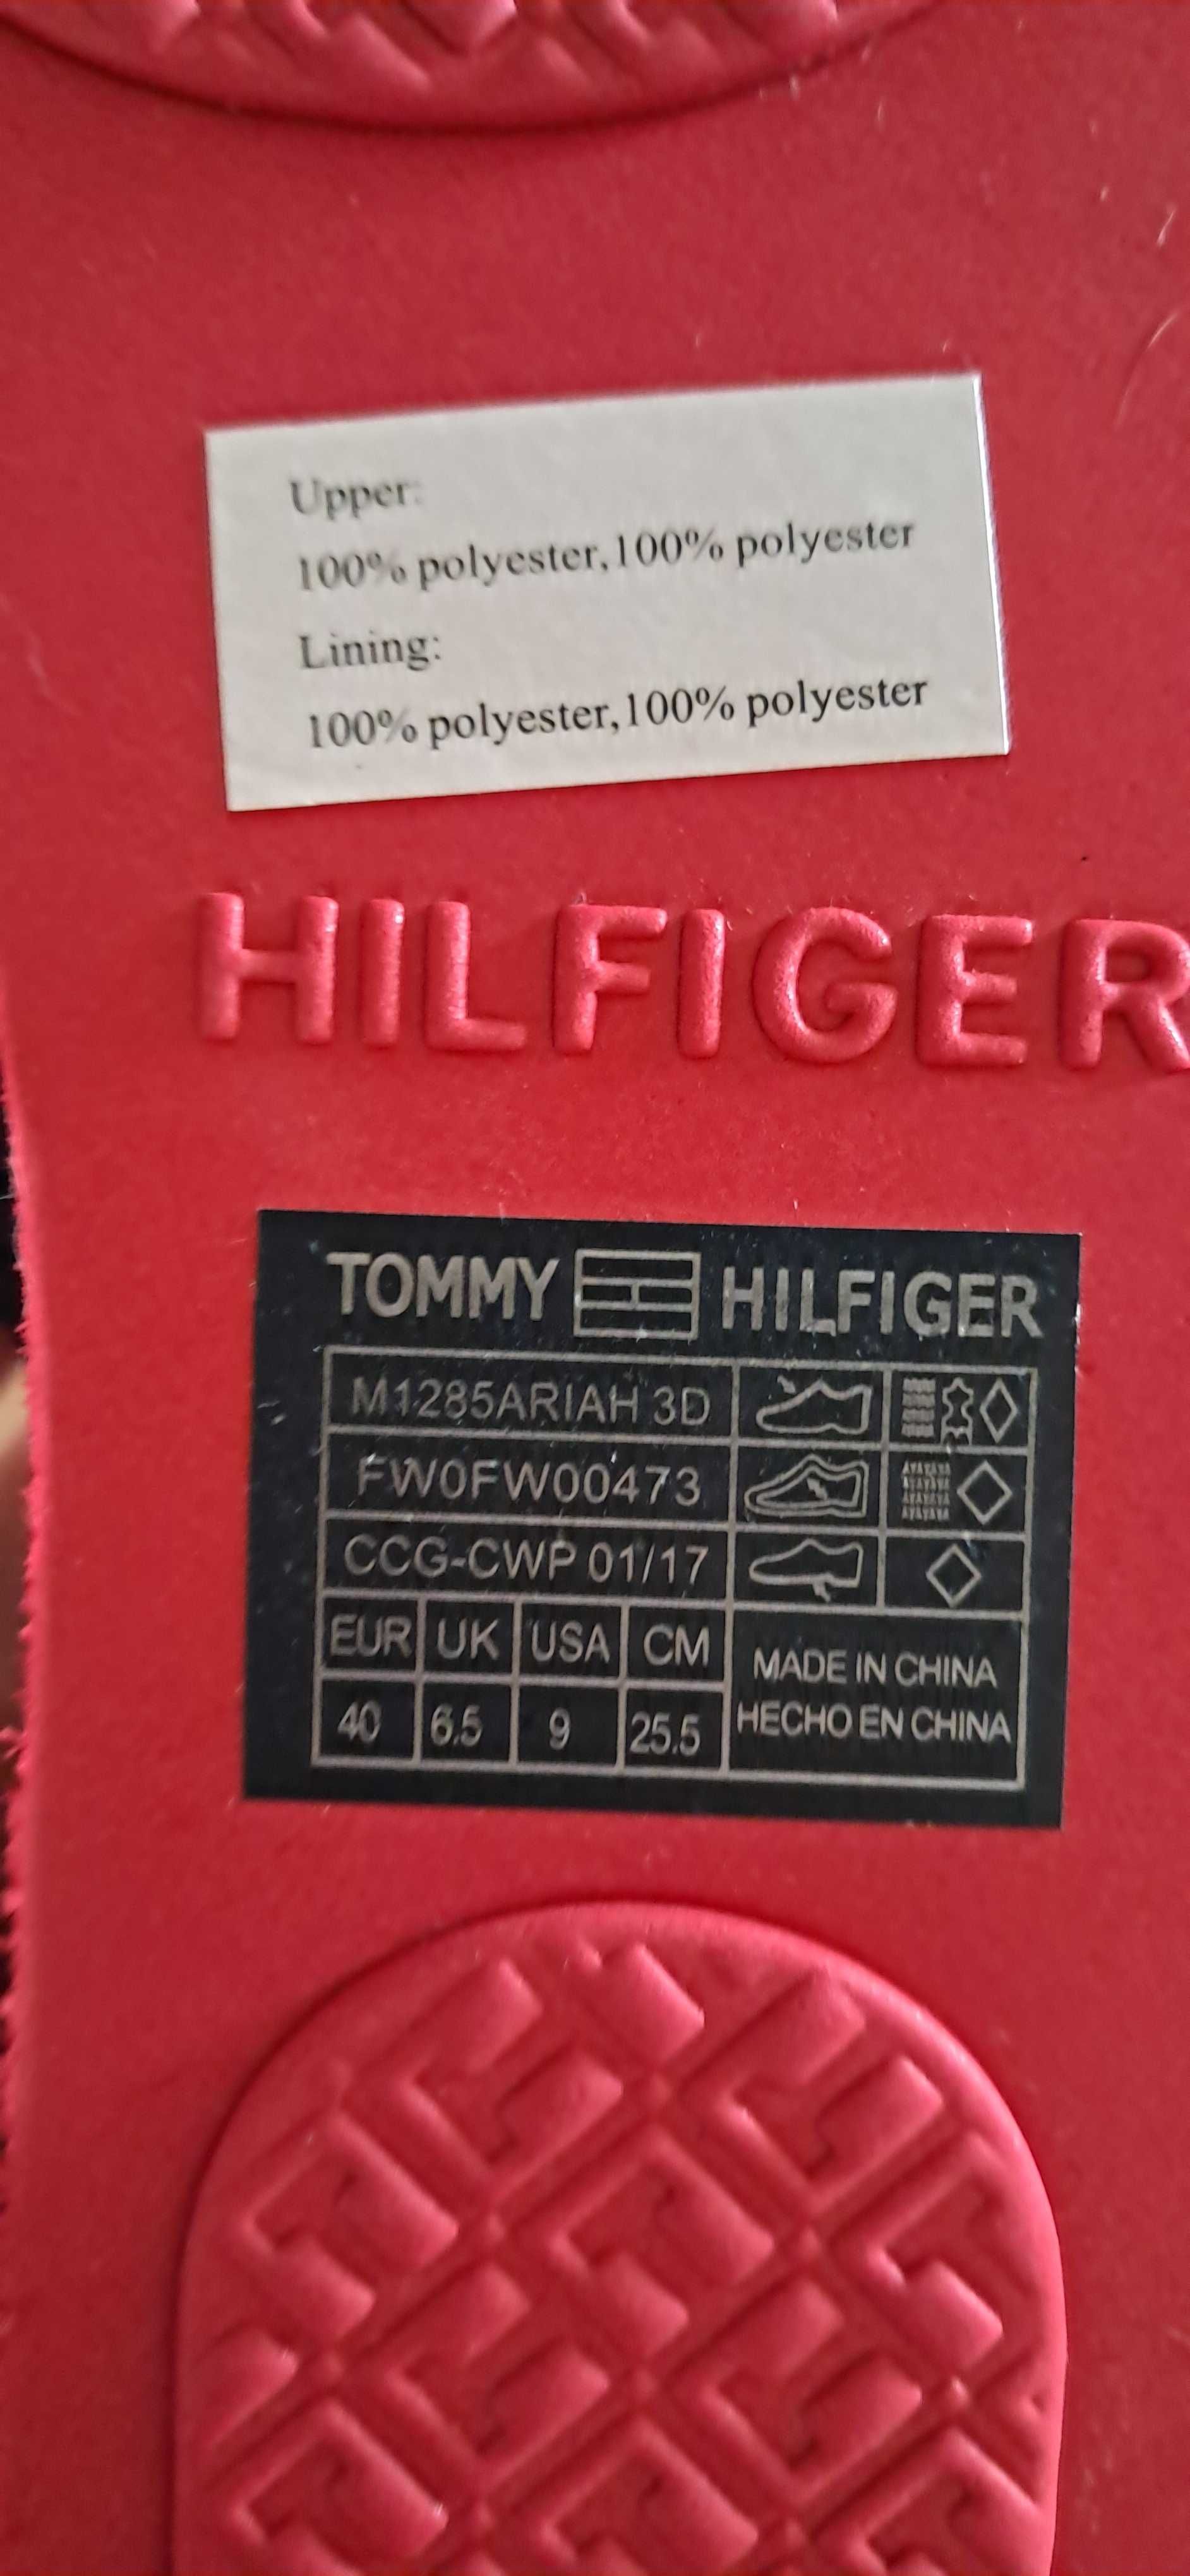 Upper:
100% polyester,100% polyester
Lining:
100% polyester,100% polyester
HILFIGER
TOMMY HILFIGER
M1285ARIAH 3D
FW0FW00473
CCG-CWP 01/17
EUR UK USA CM
MADE IN CHINA
40 6.5 9 25.5
HECHO EN CHINA